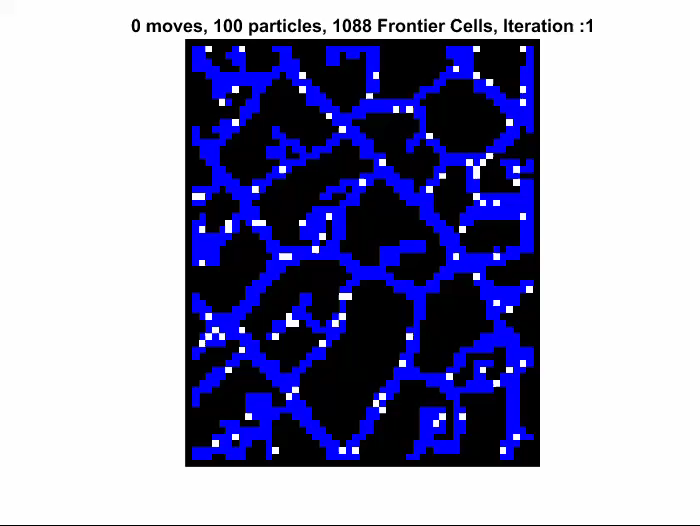 0 moves, 100 particles, 1088 Frontier Cells, Iteration :1